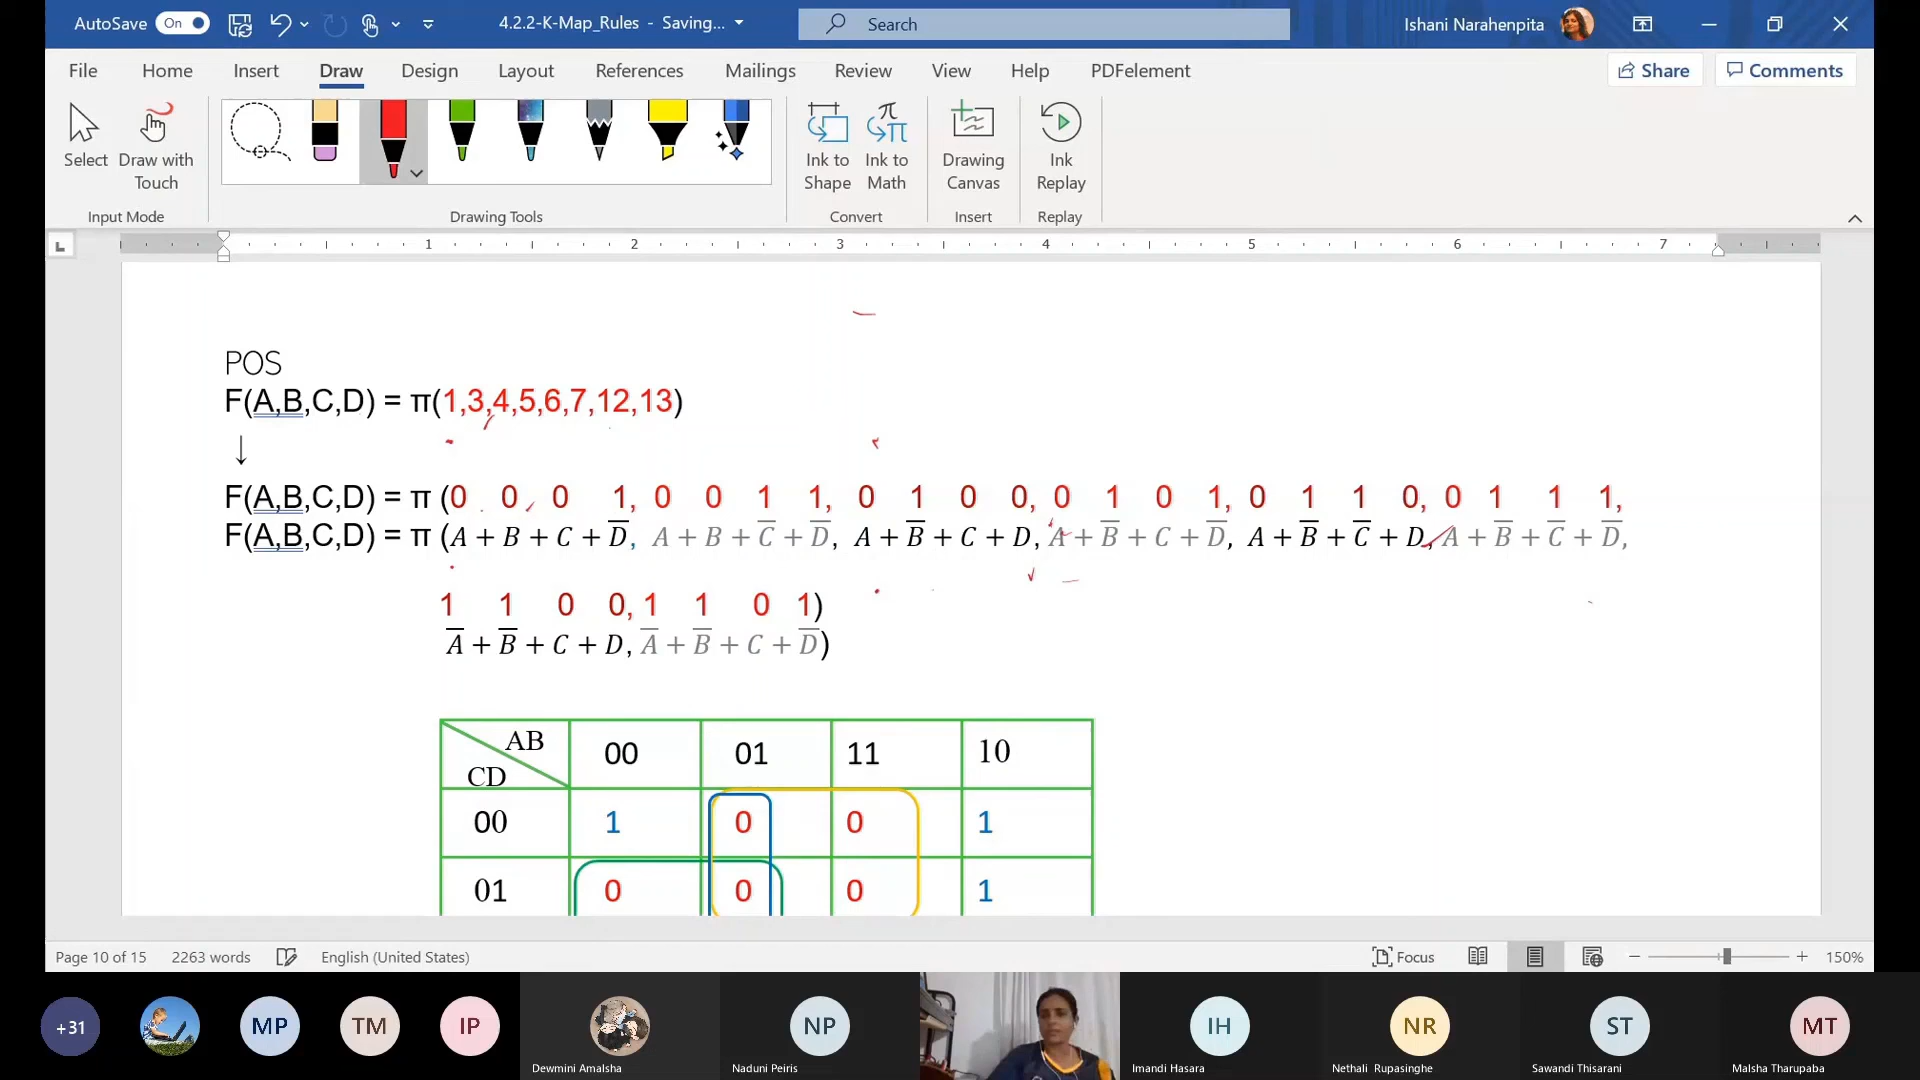 AutoSave On 4.2.2-K-Map_Rules - Saving... Search Ishani Narahenpita
File Home Insert Draw Design Layout References Mailings Review View Help PDFelement Share Comments
Select Draw with Touch Ink to Shape Ink to Math Drawing Canvas Ink Replay
Input Mode Drawing Tools Convert Insert Replay
1 2 3 4 5 6 7
POS
F(A,B,C,D) = π(1,3,4,5,6,7,12,13)
↓
F(A,B,C,D) = π (0 0 0 1, 0 0 1 1, 0 1 0 0, 0 1 0 1, 0 1 1 0, 0 1 1 1,
F(A,B,C,D) = π (A + B + C + D̅, A + B + C̅ + D̅, A + B̅ + C + D, A + B̅ + C + D̅, A + B̅ + C̅ + D, A + B̅ + C̅ + D̅,
1 1 0 0, 1 1 0 1)
A̅ + B̅ + C + D, A̅ + B̅ + C + D̅)
AB CD 00 01 11 10
00 1 0 0 1
01 0 0 0 1
Page 10 of 15 2263 words English (United States) Focus 150%
+31 MP TM IP NP IH NR ST MT
Dewmini Amalsha Naduni Peiris Imandi Hasara Nethali Rupasinghe Sawandi Thisarani Malsha Tharupaba